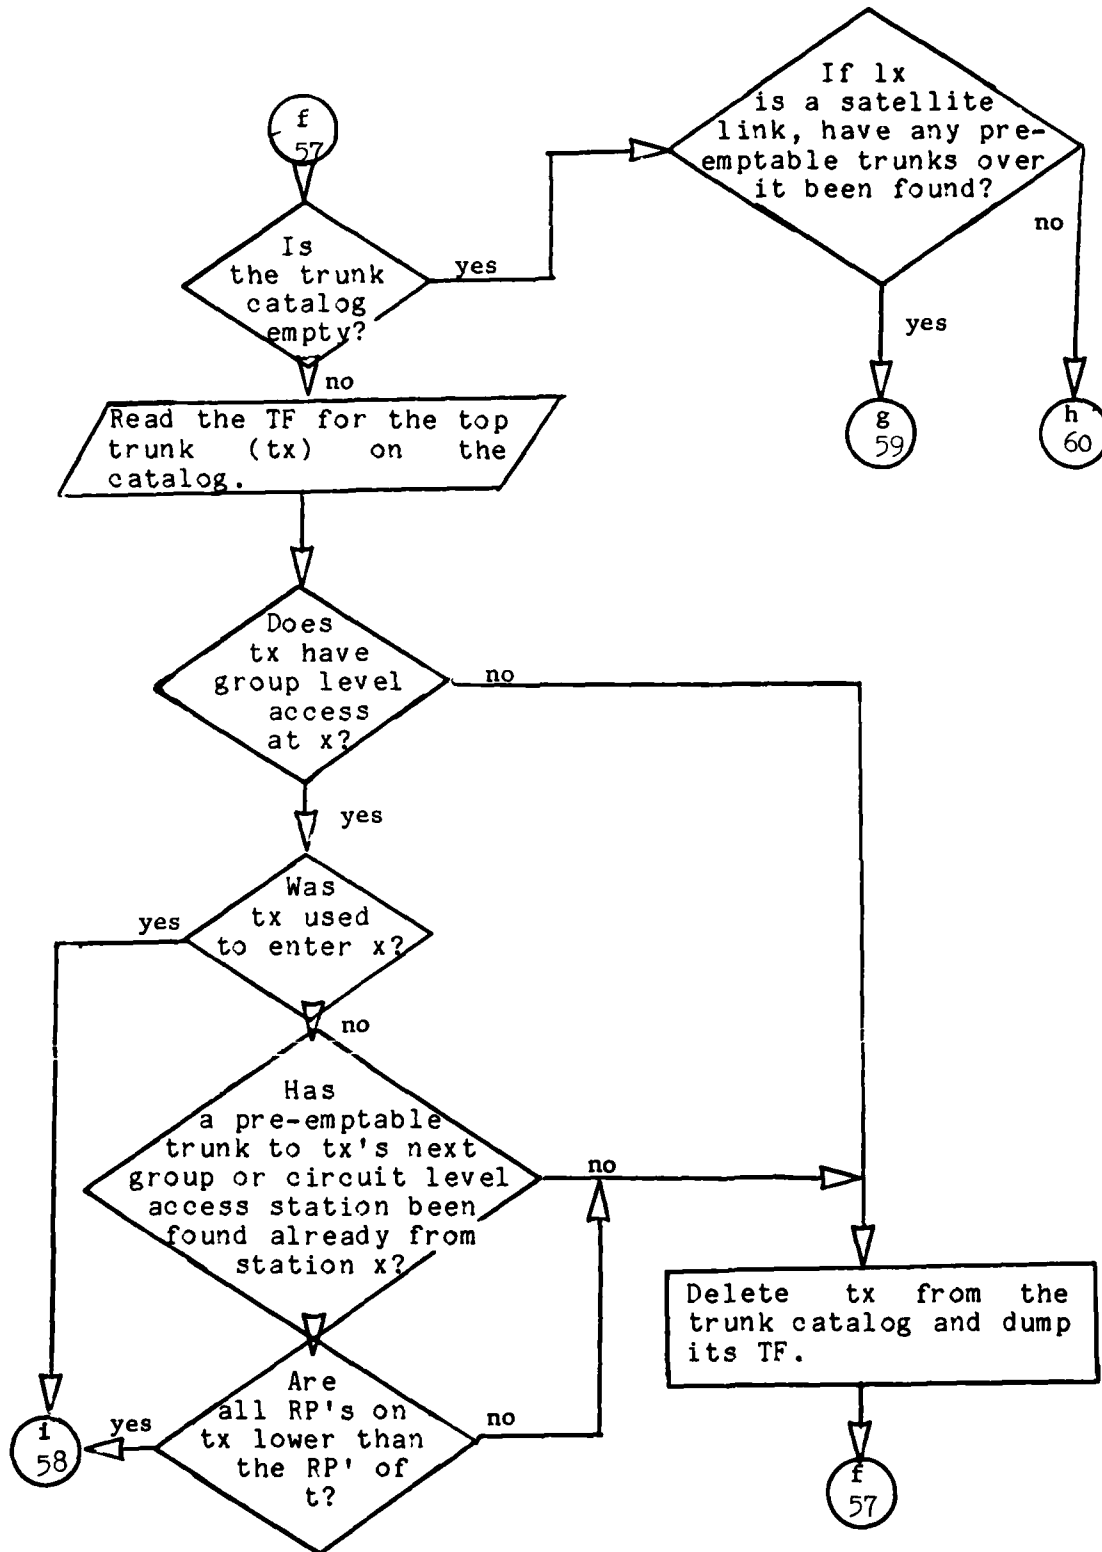 f
57
If lx
is a satellite
link, have any pre-
emptable trunks over
it been found?
no
yes
g
59
h
60
Is
the trunk
catalog
empty?
yes
no
Read the TF for the top
trunk (tx) on the
catalog.
Does
tx have
group level
access
at x?
no
yes
Was
tx used
to enter x?
yes
no
Has
a pre-emptable
trunk to tx's next
group or circuit level
access station been
found already from
station x?
no
Delete tx from the
trunk catalog and dump
its TF.
Are
all RP's on
tx lower than
the RP' of
t?
yes
no
i
58
f
57